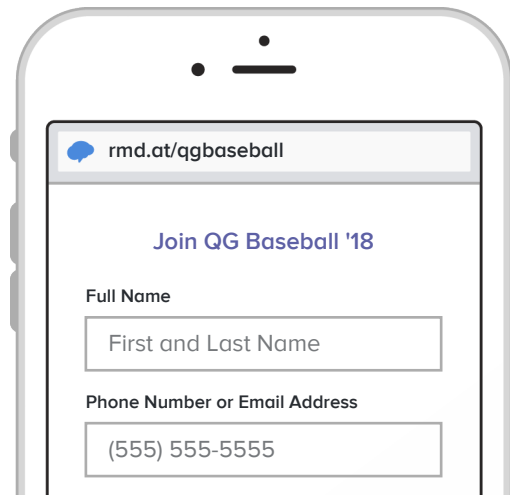 rmd.at/qgbaseball
Join QG Baseball '18
Full Name
First and Last Name
Phone Number or Email Address
(555) 555-5555